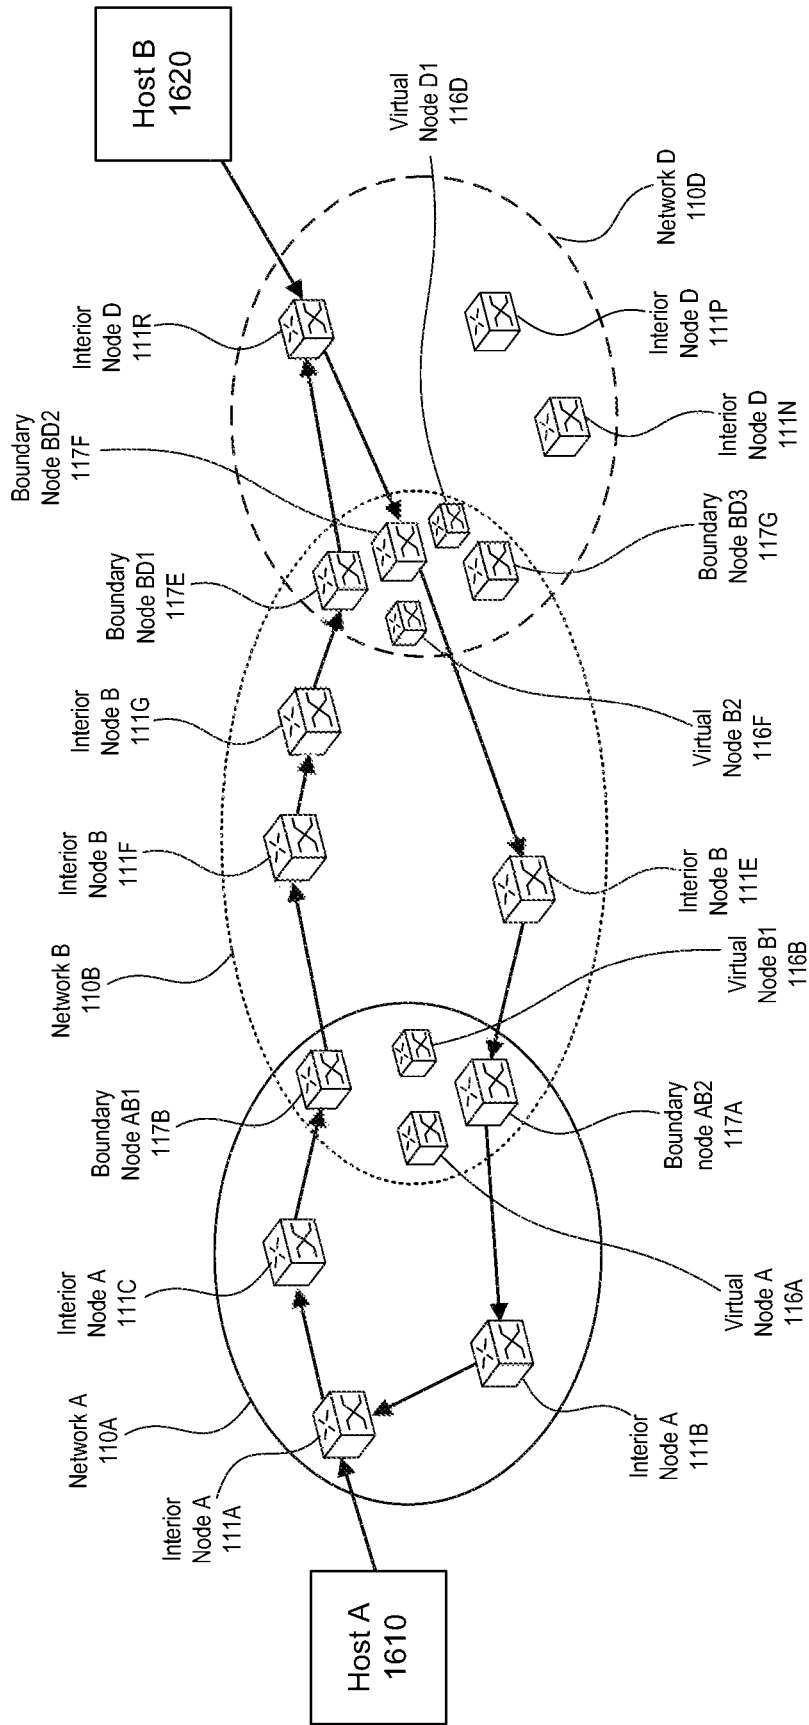 Host A
1610
Interior
Node A
111A
Network A
110A
Interior
Node A
111C
Boundary
Node AB1
117B
Network B
110B
Interior
Node B
111F
Interior
Node B
111G
Boundary
Node BD1
117E
Boundary
Node BD2
117F
Interior
Node D
111R
Host B
1620
Virtual
Node D1
116D
Interior
Node A
111B
Virtual
Node A
116A
Boundary
node AB2
117A
Virtual
Node B1
116B
Interior
Node B
111E
Virtual
Node B2
116F
Boundary
Node BD3
117G
Interior
Node D
111N
Interior
Node D
111P
Network D
110D